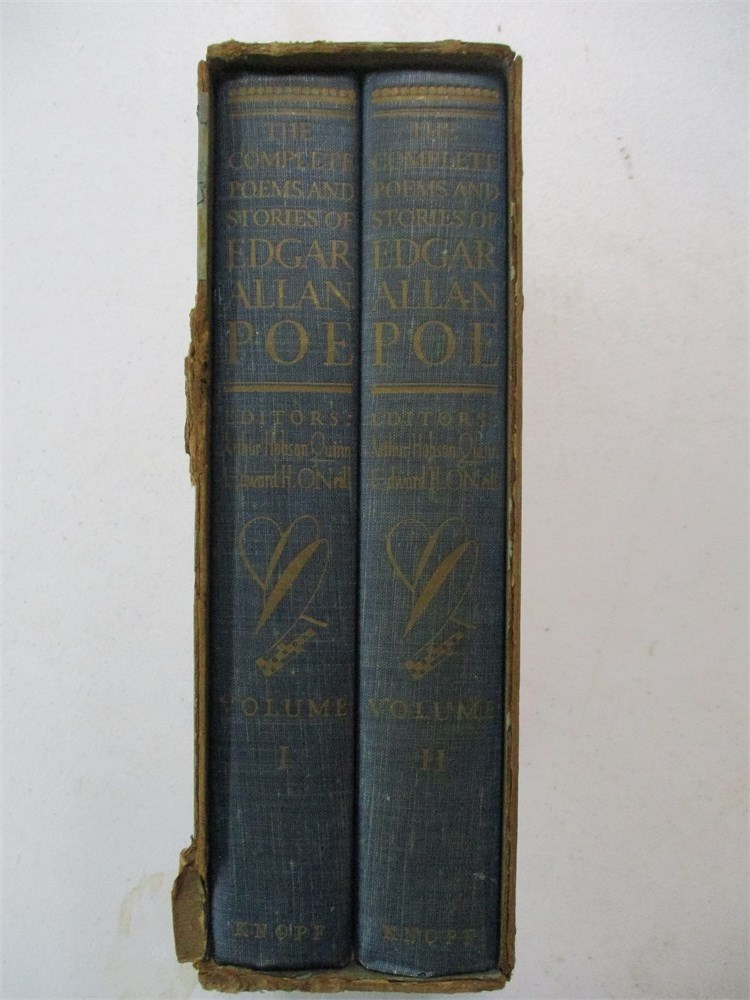 THE
COMPLETE
POEMS AND
STORIES OF
EDGAR
ALLAN
POE
EDITORS:
Arthur Hobson Quinn
Edward H. O'Neill
VOLUME
I
KNOPF
THE
COMPLETE
POEMS AND
STORIES OF
EDGAR
ALLAN
POE
EDITORS:
Arthur Hobson Quinn
Edward H. O'Neill
VOLUME
II
KNOPF